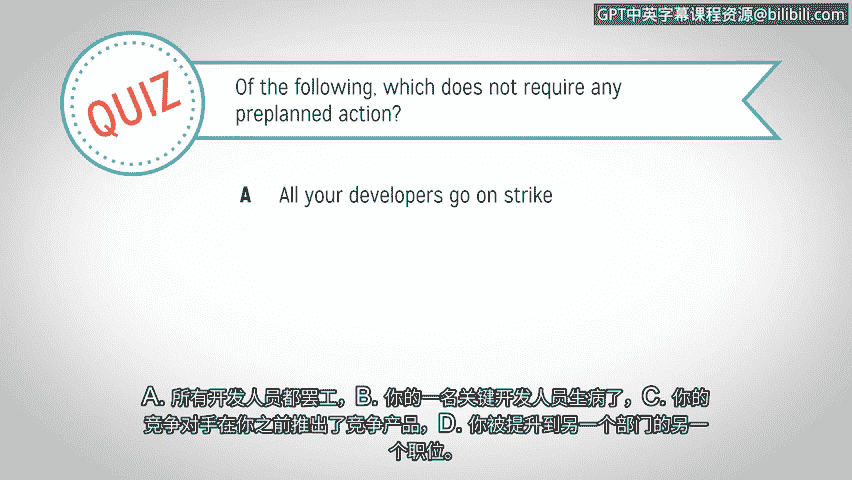 GPT中英字幕课程资源@bilibili.com
QUIZ
Of the following, which does not require any
preplanned action?
A All your developers go on strike
A. 所有开发人员都罢工，B. 你的一名关键开发人员生病了，C. 你的
竞争对手在你之前推出了竞争产品，D. 你被提升到另一个部门的另一
个职位。